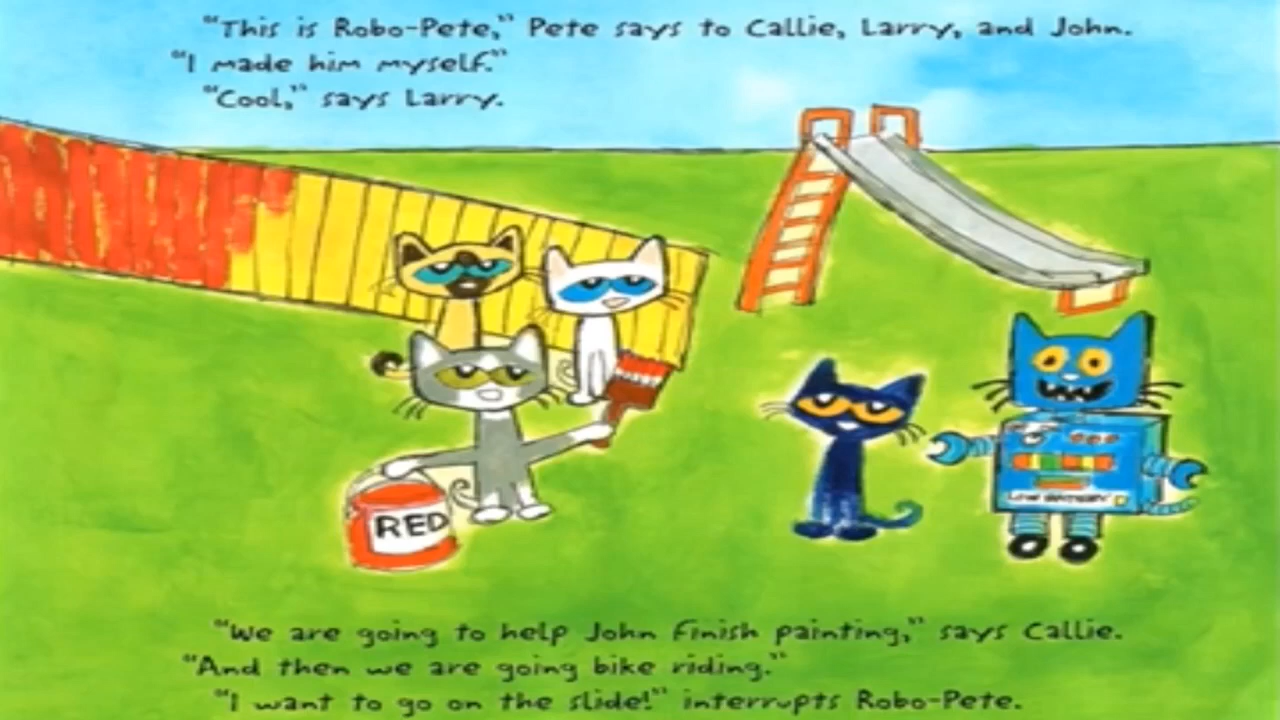 "This is Robo-Pete," Pete says to Callie, Larry, and John.
"I made him myself."
"Cool," says Larry.
RED
LOW BATTERY
"We are going to help John finish painting," says Callie.
"And then we are going bike riding."
"I want to go on the slide!" interrupts Robo-Pete.